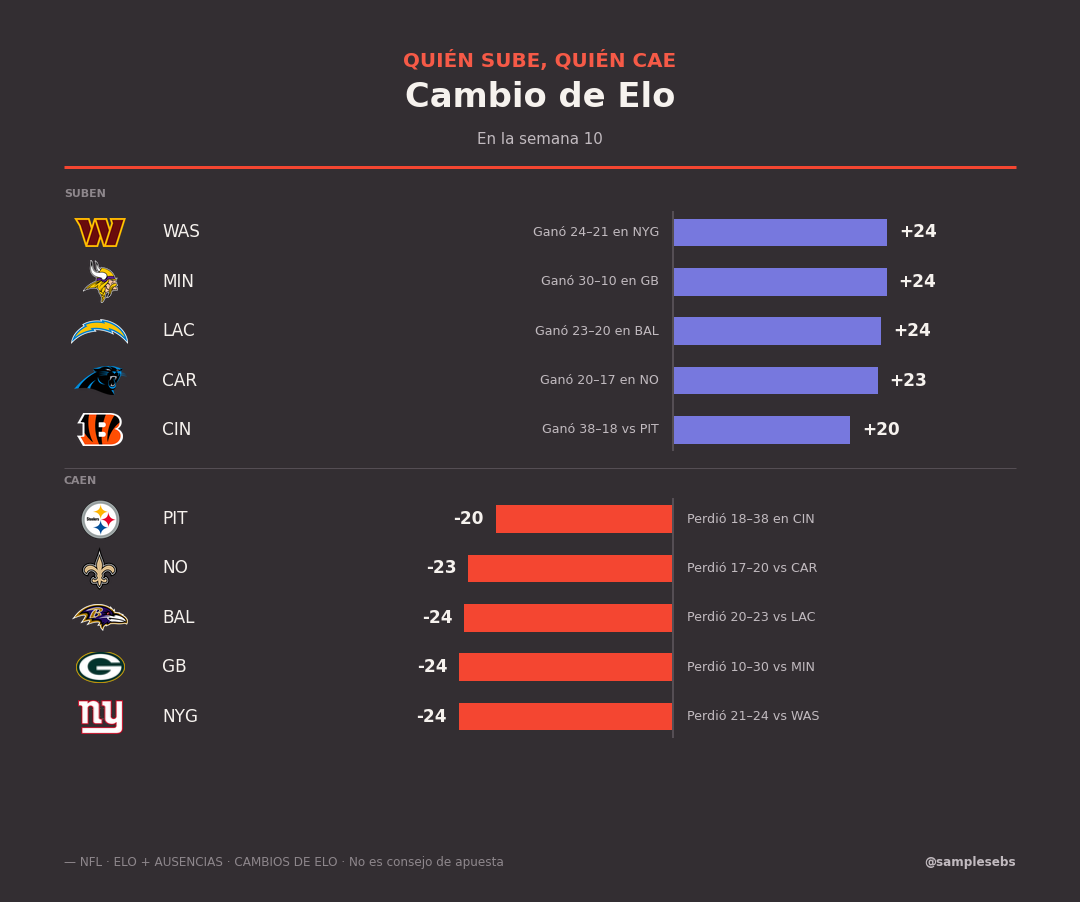 QUIÉN SUBE, QUIÉN CAE
Cambio de Elo
En la semana 10
SUBEN
WAS Ganó 24–21 en NYG +24
MIN Ganó 30–10 en GB +24
LAC Ganó 23–20 en BAL +24
CAR Ganó 20–17 en NO +23
CIN Ganó 38–18 vs PIT +20
CAEN
Steelers
PIT -20 Perdió 18–38 en CIN
NO -23 Perdió 17–20 vs CAR
BAL -24 Perdió 20–23 vs LAC
GB -24 Perdió 10–30 vs MIN
ny
NYG -24 Perdió 21–24 vs WAS
— NFL · ELO + AUSENCIAS · CAMBIOS DE ELO · No es consejo de apuesta
@samplesebs